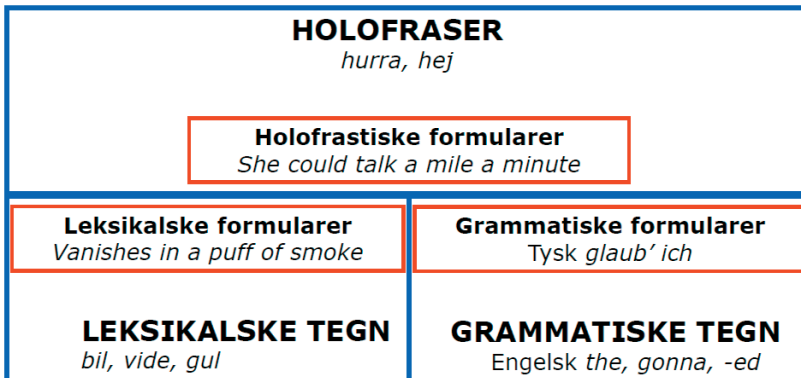 HOLOFRASER
hurra, hej
Holofrastiske formularer
She could talk a mile a minute
Leksikalske formularer
Vanishes in a puff of smoke
Grammatiske formularer
Tysk glaub’ ich
LEKSIKALSKE TEGN
bil, vide, gul
GRAMMATISKE TEGN
Engelsk the, gonna, -ed